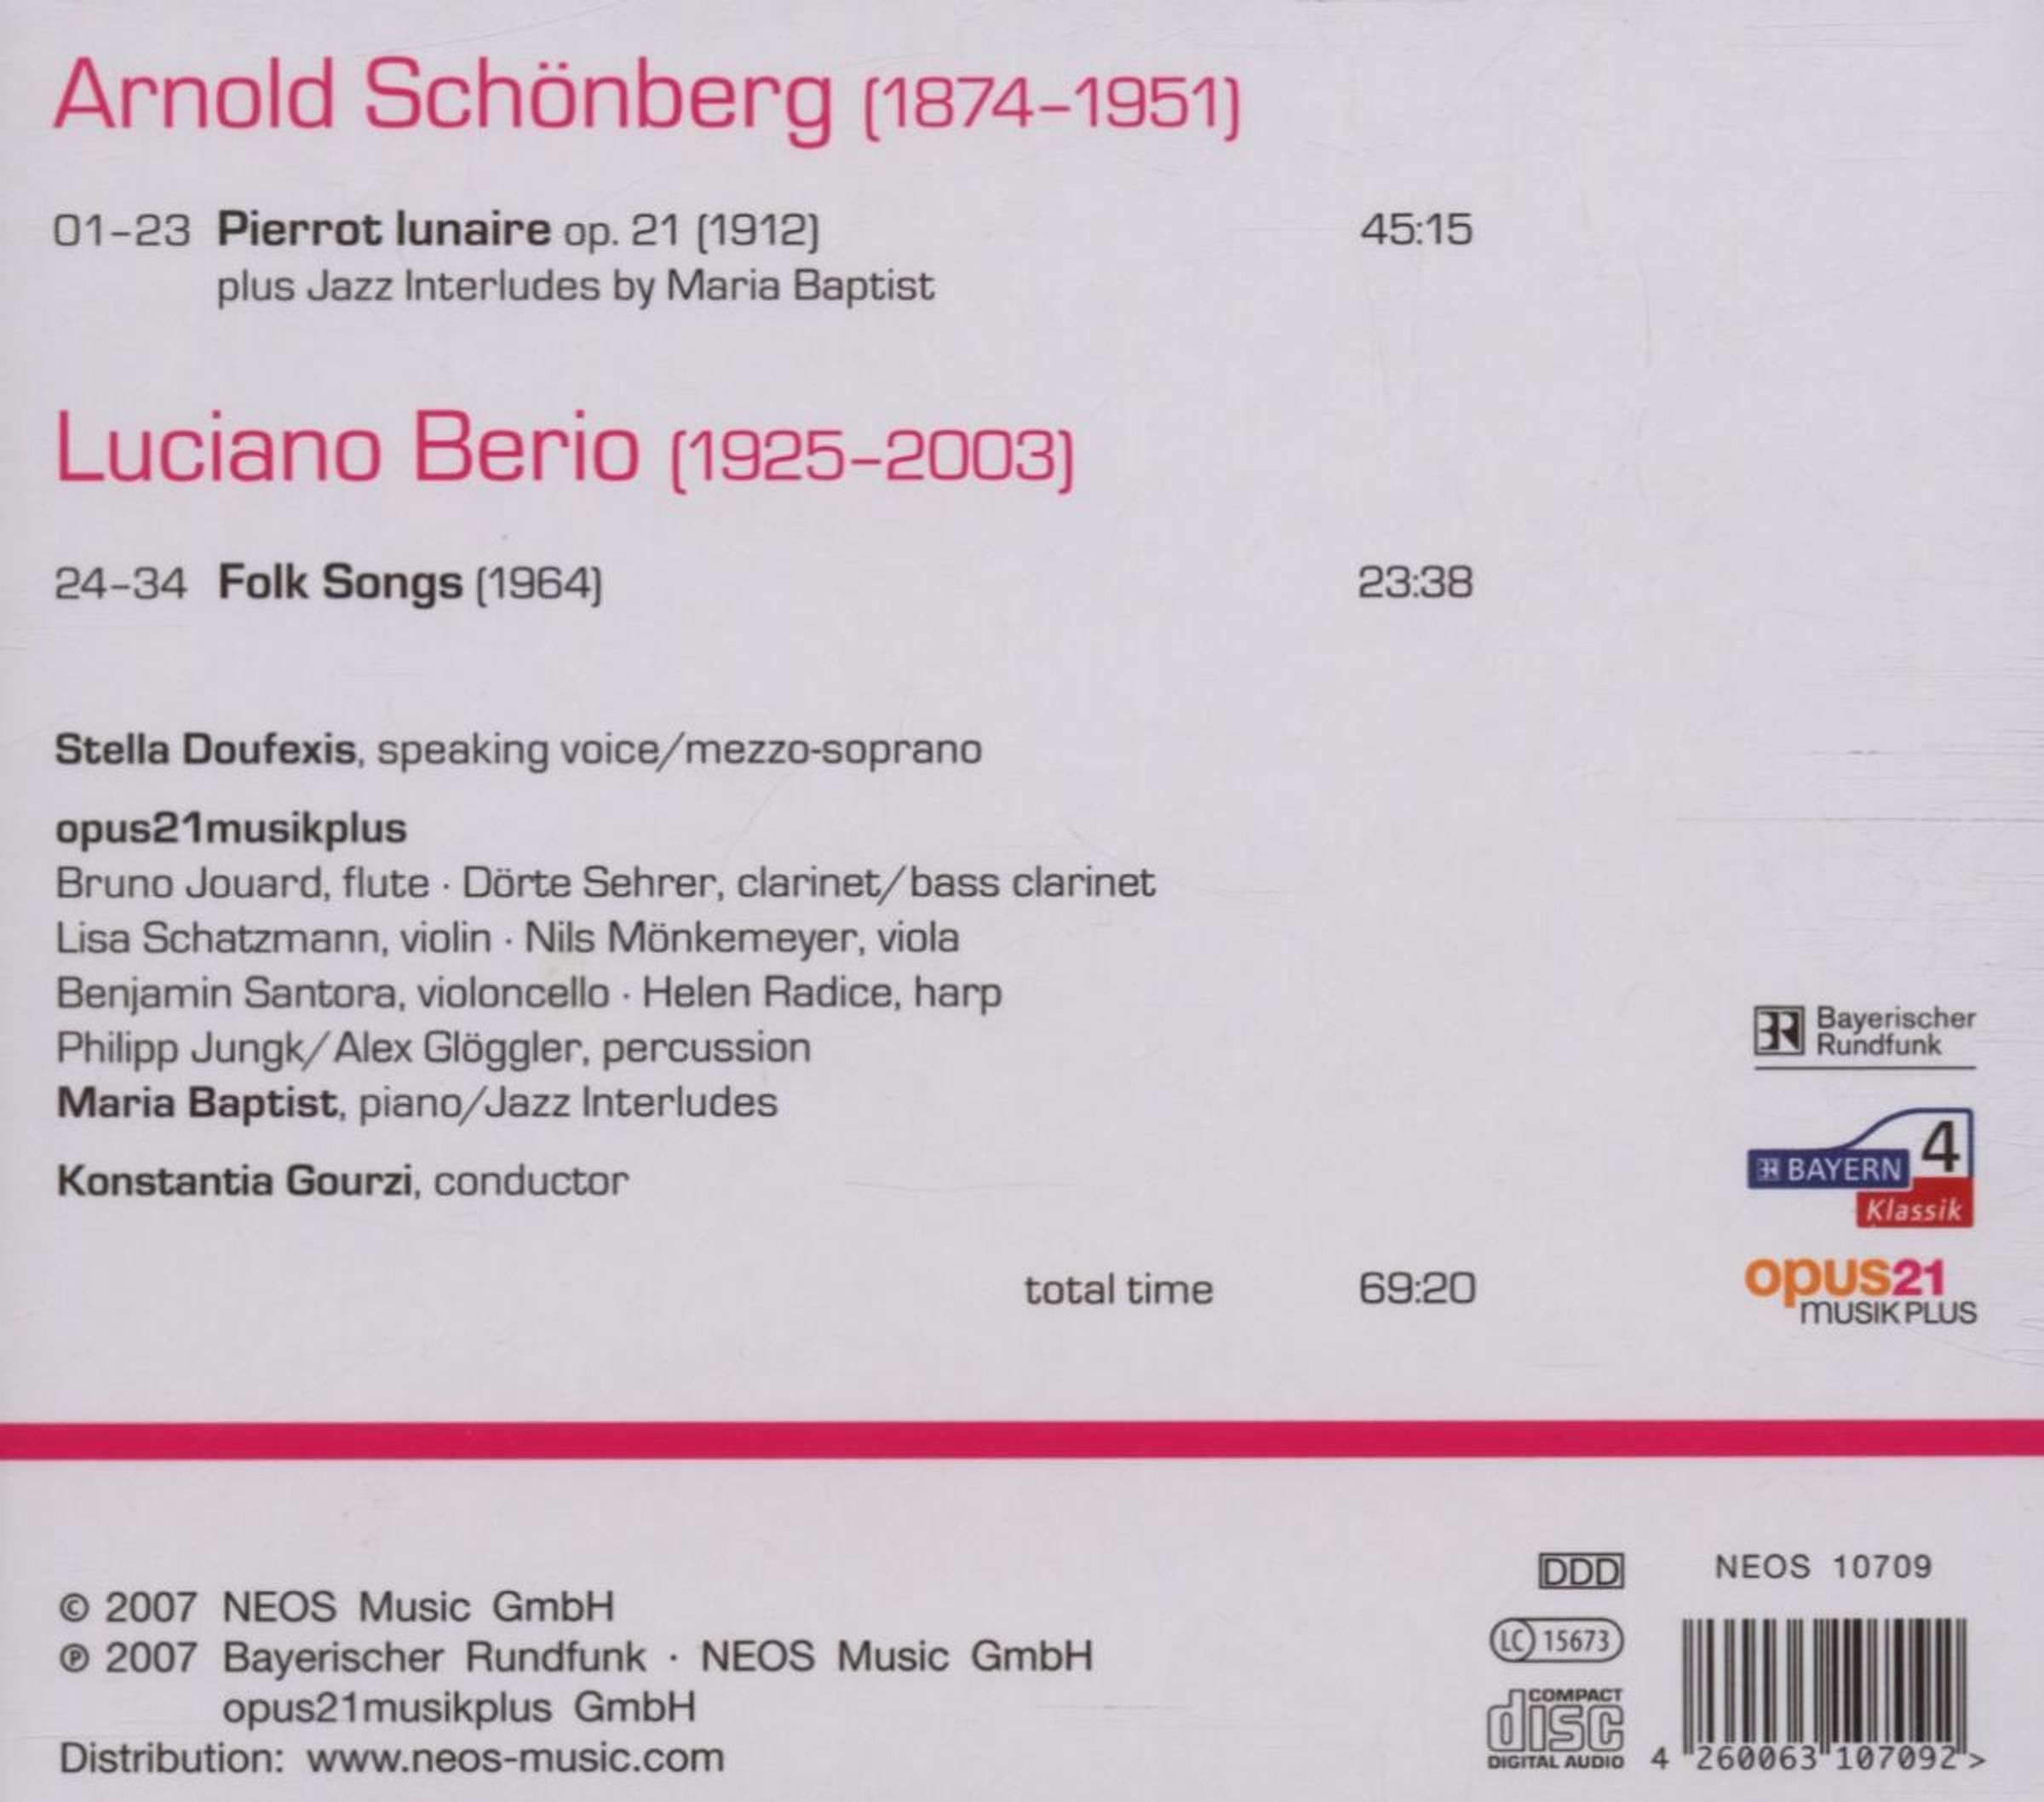 Arnold Schönberg (1874–1951)
01–23 Pierrot lunaire op. 21 (1912) 45:15
plus Jazz Interludes by Maria Baptist
Luciano Berio (1925–2003)
24–34 Folk Songs (1964) 23:38
Stella Doufexis, speaking voice/mezzo-soprano
opus21musikplus
Bruno Jouard, flute · Dörte Sehrer, clarinet/bass clarinet
Lisa Schatzmann, violin · Nils Mönkemeyer, viola
Benjamin Santora, violoncello · Helen Radice, harp
Philipp Jungk/Alex Glöggler, percussion
Maria Baptist, piano/Jazz Interludes
Konstantia Gourzi, conductor
total time 69:20
BR Bayerischer
Rundfunk
BR BAYERN 4
Klassik
opus21
MUSIKPLUS
© 2007 NEOS Music GmbH
℗ 2007 Bayerischer Rundfunk · NEOS Music GmbH
opus21musikplus GmbH
Distribution: www.neos-music.com
DDD
LC 15673
COMPACT
disc
DIGITAL AUDIO
NEOS 10709
4 260063 107092 >